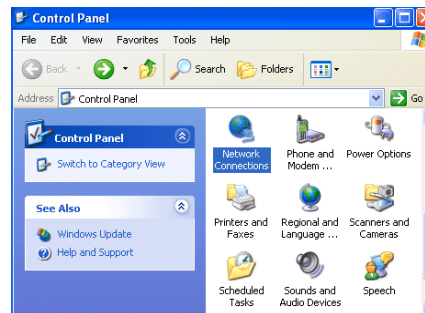 Control Panel
File Edit View Favorites Tools Help
Back Search Folders
Address Control Panel Go
Control Panel
Switch to Category View
See Also
Windows Update
Help and Support
Network Connections
Phone and Modem ...
Power Options
Printers and Faxes
Regional and Language ...
Scanners and Cameras
Scheduled Tasks
Sounds and Audio Devices
Speech